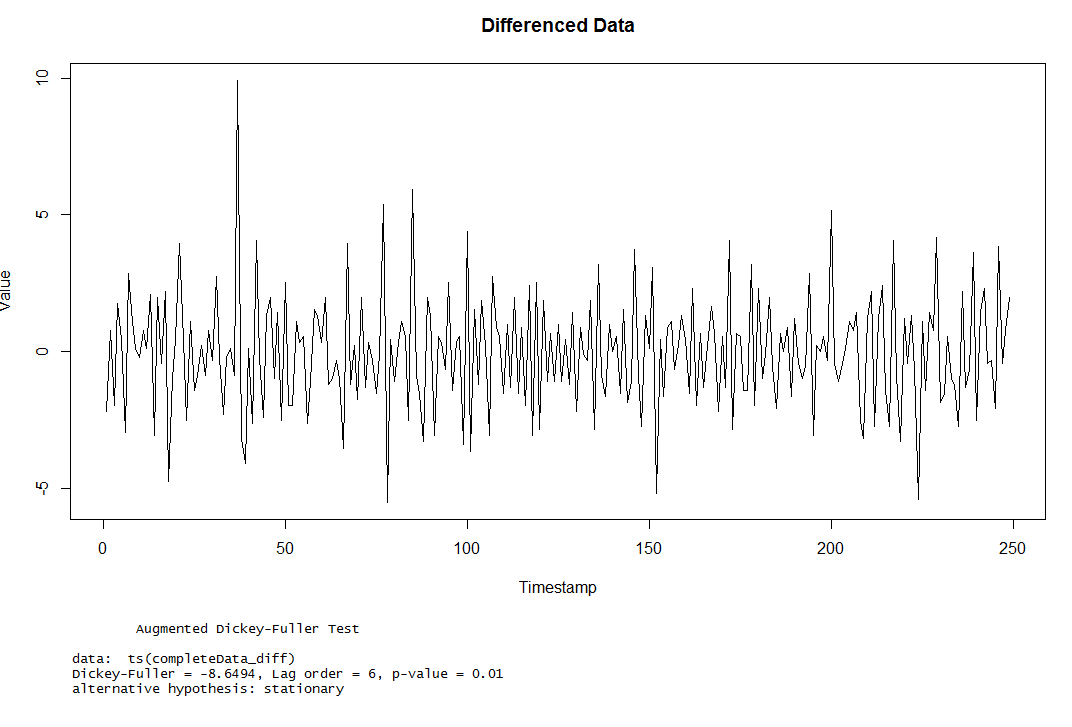 Differenced Data
10
5
0
-5
Value
0 50 100 150 200 250
Timestamp
Augmented Dickey-Fuller Test
data: ts(completeData_diff)
Dickey-Fuller = -8.6494, Lag order = 6, p-value = 0.01
alternative hypothesis: stationary